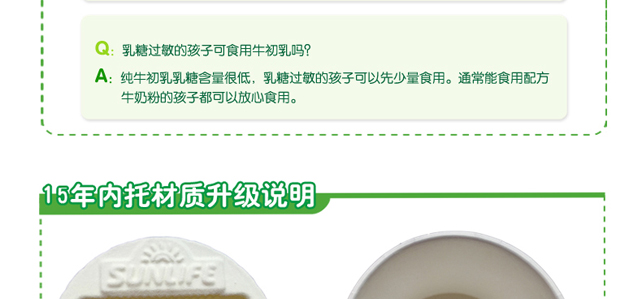 Q: 乳糖过敏的孩子可食用牛初乳吗?
A: 纯牛初乳乳糖含量很低，乳糖过敏的孩子可以先少量食用。通常能食用配方
牛奶粉的孩子都可以放心食用。
15年内托材质升级说明
SUNLIFE